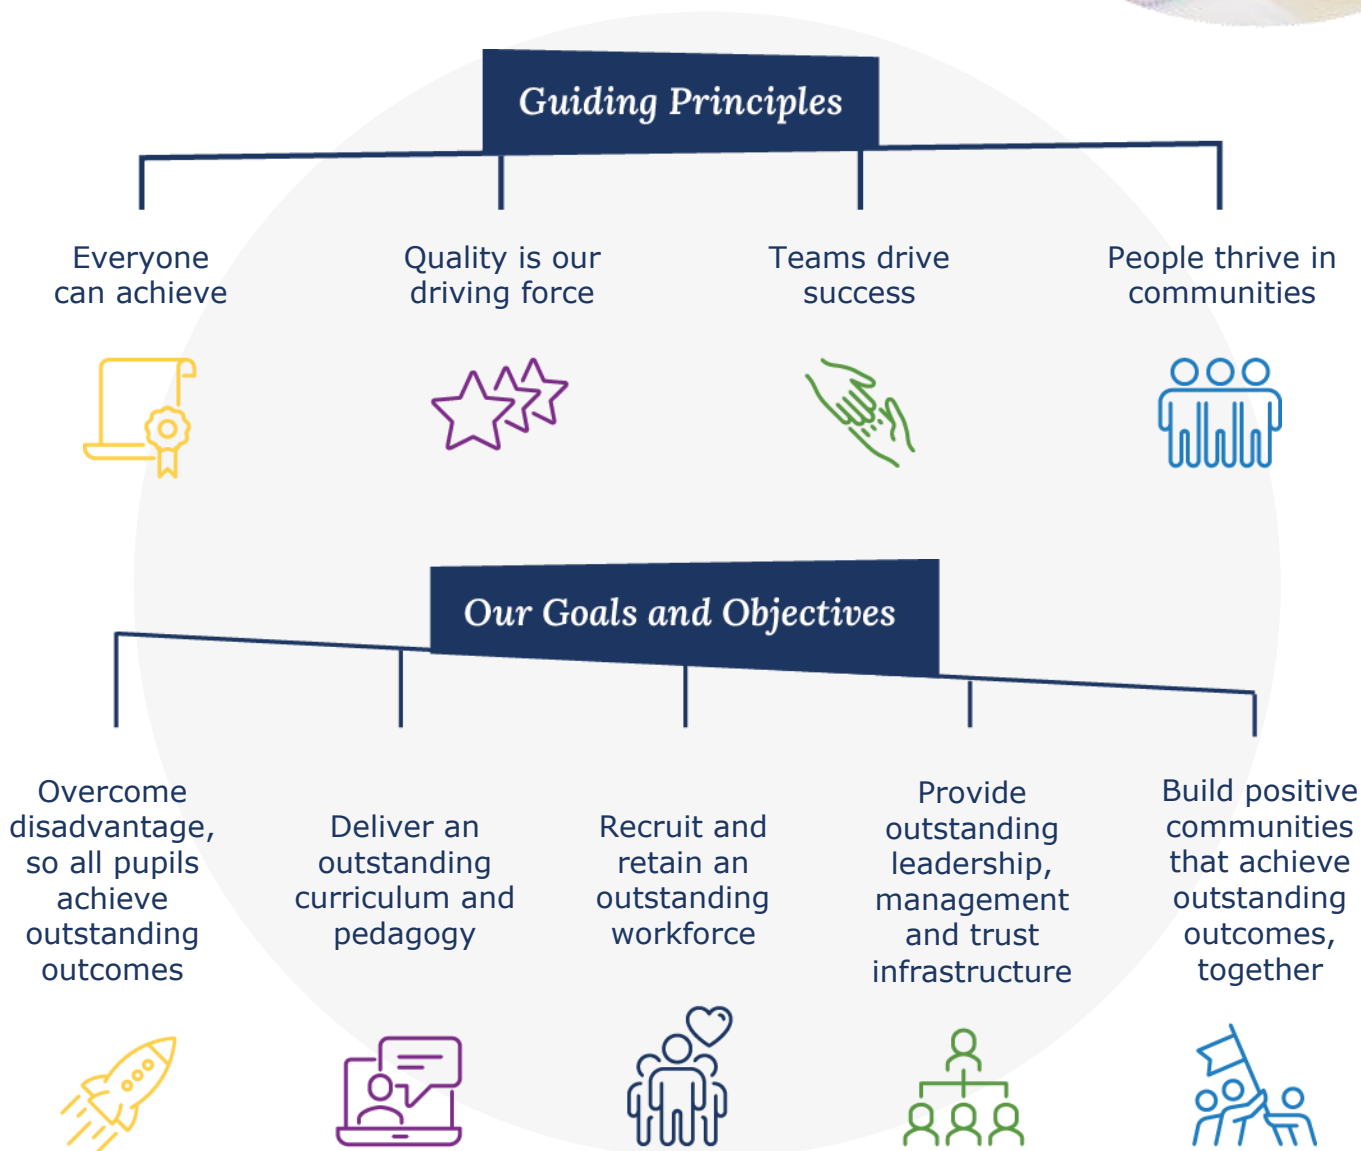 Guiding Principles
Everyone
can achieve
Quality is our
driving force
Teams drive
success
People thrive in
communities
Our Goals and Objectives
Overcome
disadvantage,
so all pupils
achieve
outstanding
outcomes
Deliver an
outstanding
curriculum and
pedagogy
Recruit and
retain an
outstanding
workforce
Provide
outstanding
leadership,
management
and trust
infrastructure
Build positive
communities
that achieve
outstanding
outcomes,
together